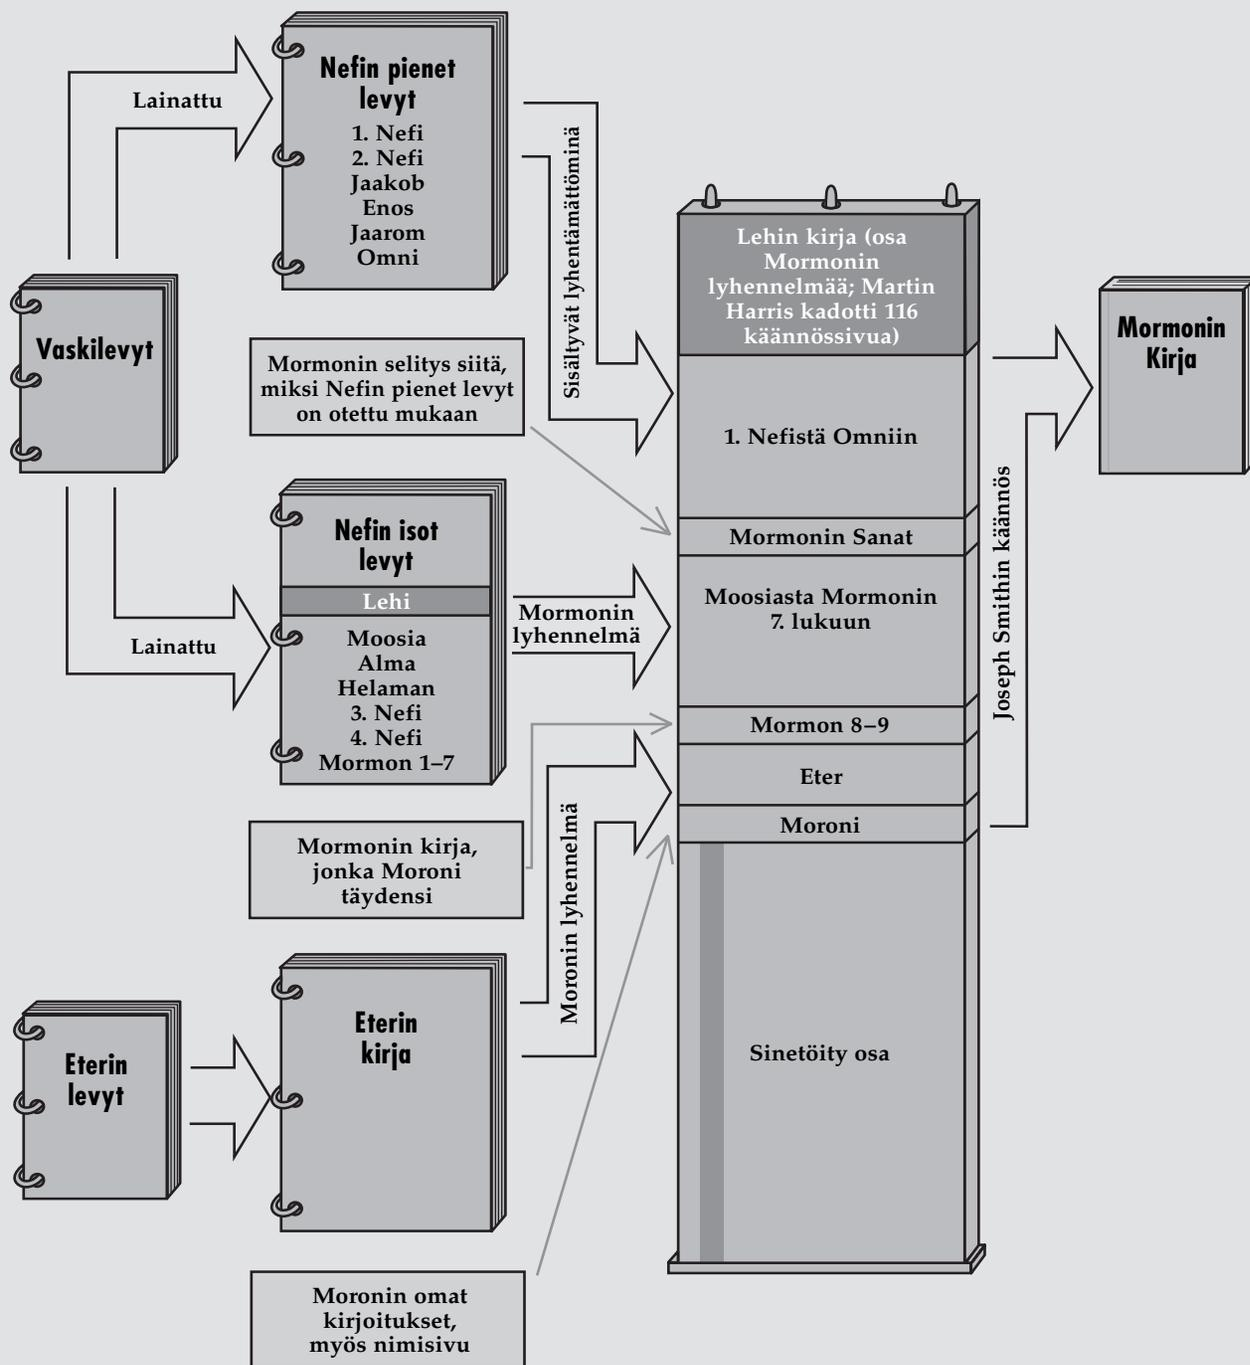 Nefin pienet
levyt
1. Nefi
2. Nefi
Jaakob
Enos
Jaarom
Omni
Lainattu
Sisältyvät lyhentämättöminä
Vaskilevyt
Mormonin selitys siitä,
miksi Nefin pienet levyt
on otettu mukaan
Nefin isot
levyt
Lehi
Moosia
Alma
Helaman
3. Nefi
4. Nefi
Mormon 1–7
Lainattu
Mormonin
lyhennelmä
Mormonin kirja,
jonka Moroni
täydensi
Eterin
levyt
Eterin
kirja
Moronin lyhennelmä
Moronin omat
kirjoitukset,
myös nimisivu
Lehin kirja (osa
Mormonin
lyhennelmää; Martin
Harris kadotti 116
käännössivua)
1. Nefistä Omniin
Mormonin Sanat
Moosiasta Mormonin
7. lukuun
Mormon 8–9
Eter
Moroni
Sinetöity osa
Joseph Smithin käännös
Mormonin
Kirja